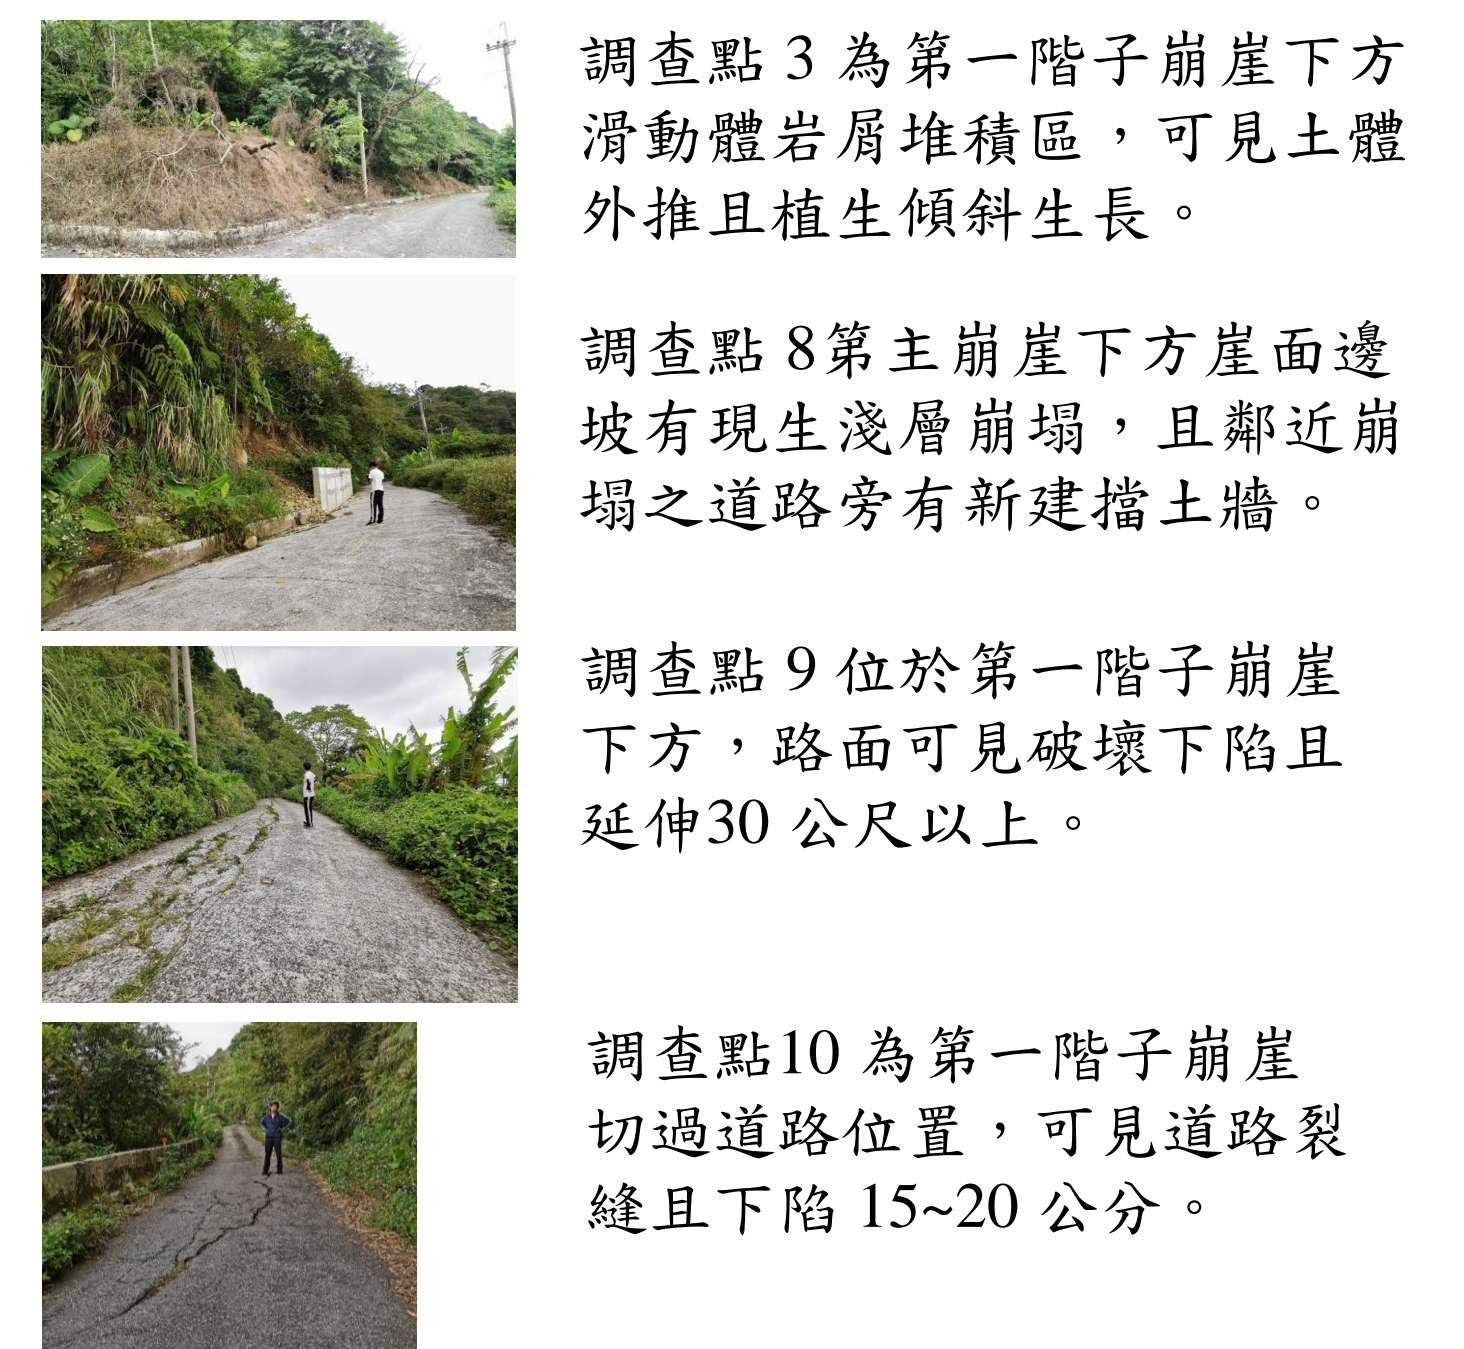 調查點 3 為第一階子崩崖下方
滑動體岩屑堆積區，可見土體
外推且植生傾斜生長。
調查點 8第主崩崖下方崖面邊
坡有現生淺層崩塌，且鄰近崩
塌之道路旁有新建擋土牆。
調查點 9 位於第一階子崩崖
下方，路面可見破壞下陷且
延伸30 公尺以上。
調查點10 為第一階子崩崖
切過道路位置，可見道路裂
縫且下陷 15~20 公分。